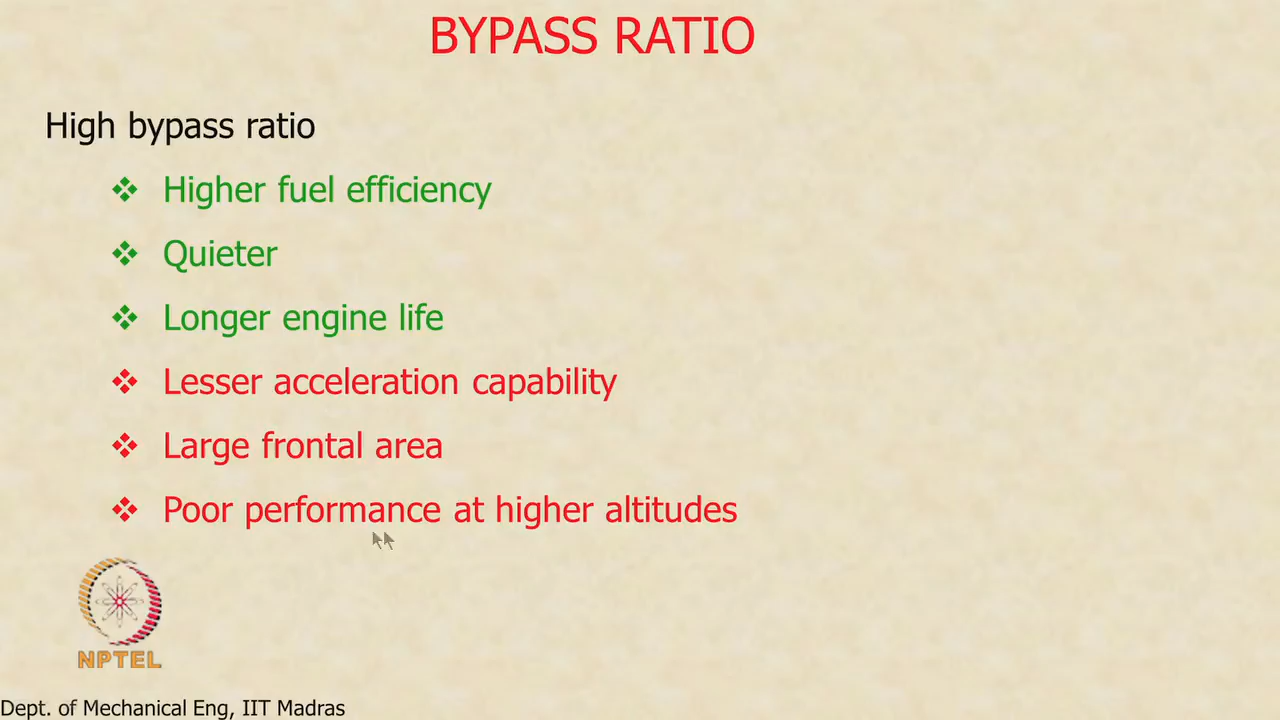 BYPASS RATIO
High bypass ratio
❖ Higher fuel efficiency
❖ Quieter
❖ Longer engine life
❖ Lesser acceleration capability
❖ Large frontal area
❖ Poor performance at higher altitudes
NPTEL
Dept. of Mechanical Eng, IIT Madras